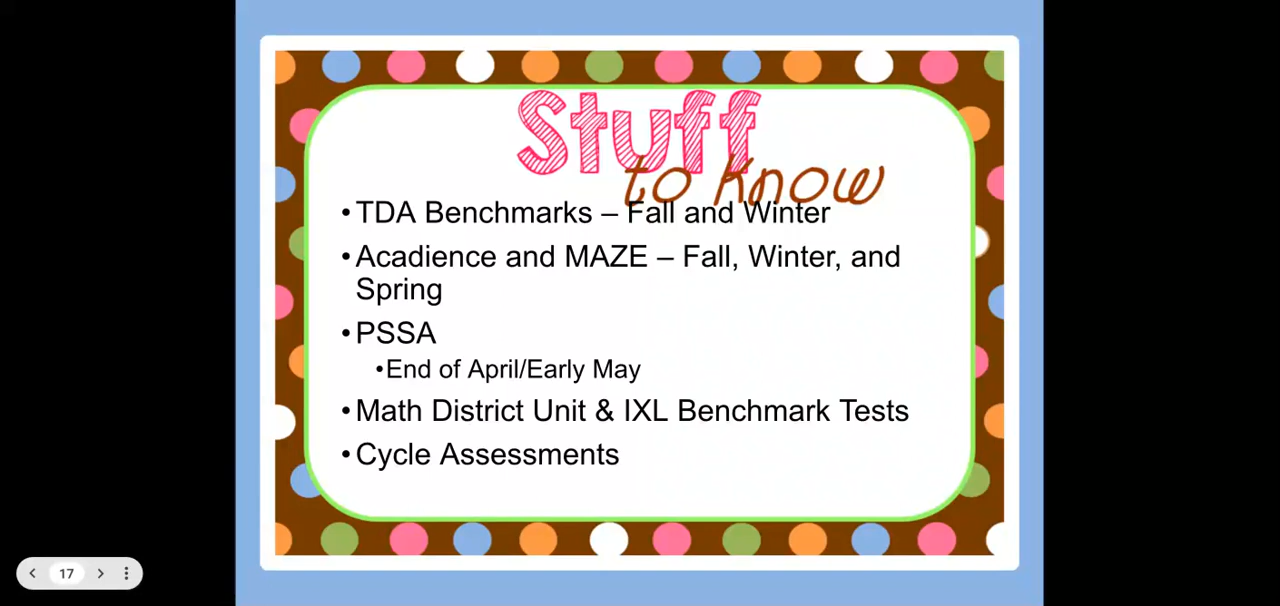 Stuff
to know
• TDA Benchmarks – Fall and Winter
• Acadience and MAZE – Fall, Winter, and
Spring
• PSSA
• End of April/Early May
• Math District Unit & IXL Benchmark Tests
• Cycle Assessments
17